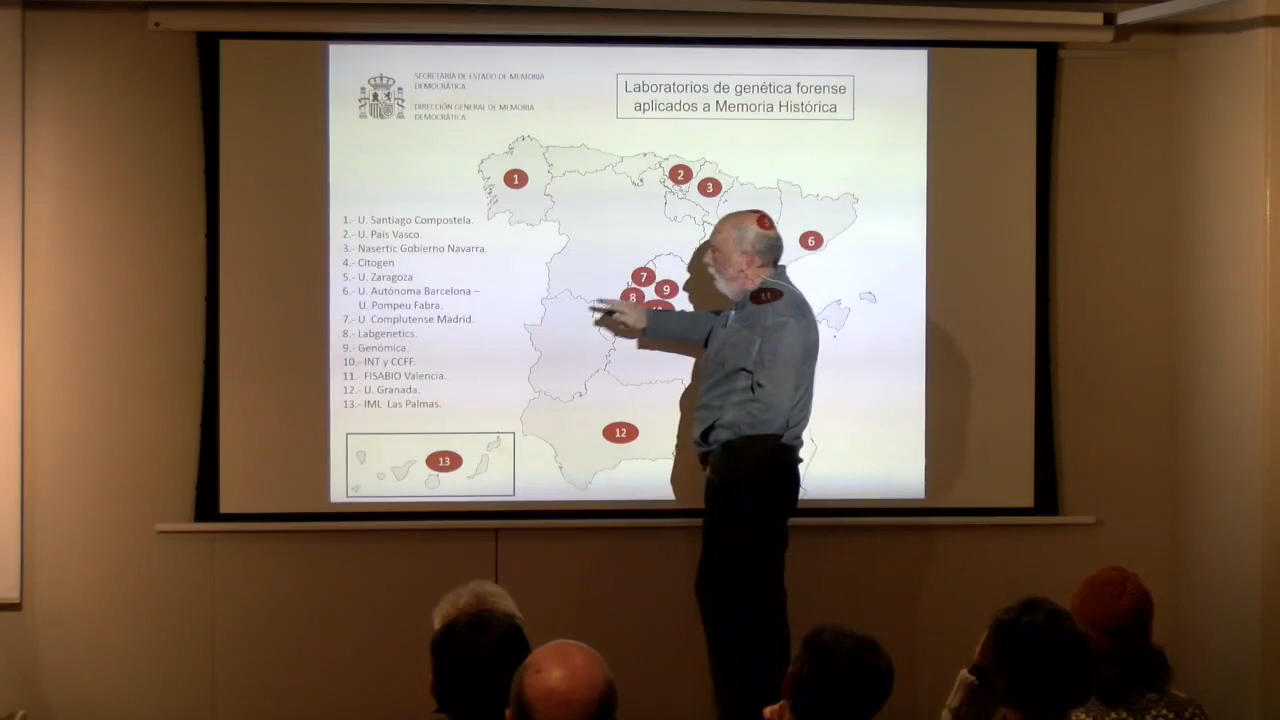 SECRETARÍA DE ESTADO DE MEMORIA
DEMOCRÁTICA
DIRECCIÓN GENERAL DE MEMORIA
DEMOCRÁTICA
Laboratorios de genética forense
aplicados a Memoria Histórica
1.- U. Santiago Compostela.
2.- U. País Vasco.
3.- Nasertic Gobierno Navarra.
4.- Citogen
5.- U. Zaragoza
6.- U. Autónoma Barcelona –
U. Pompeu Fabra.
7.- U. Complutense Madrid.
8.- Labgenetics.
9.- Genómica.
10.- INT y CCFF.
11.- FISABIO Valencia.
12.- U. Granada.
13.- IML Las Palmas.
1
2
3
6
7
9
8
10
11
12
13